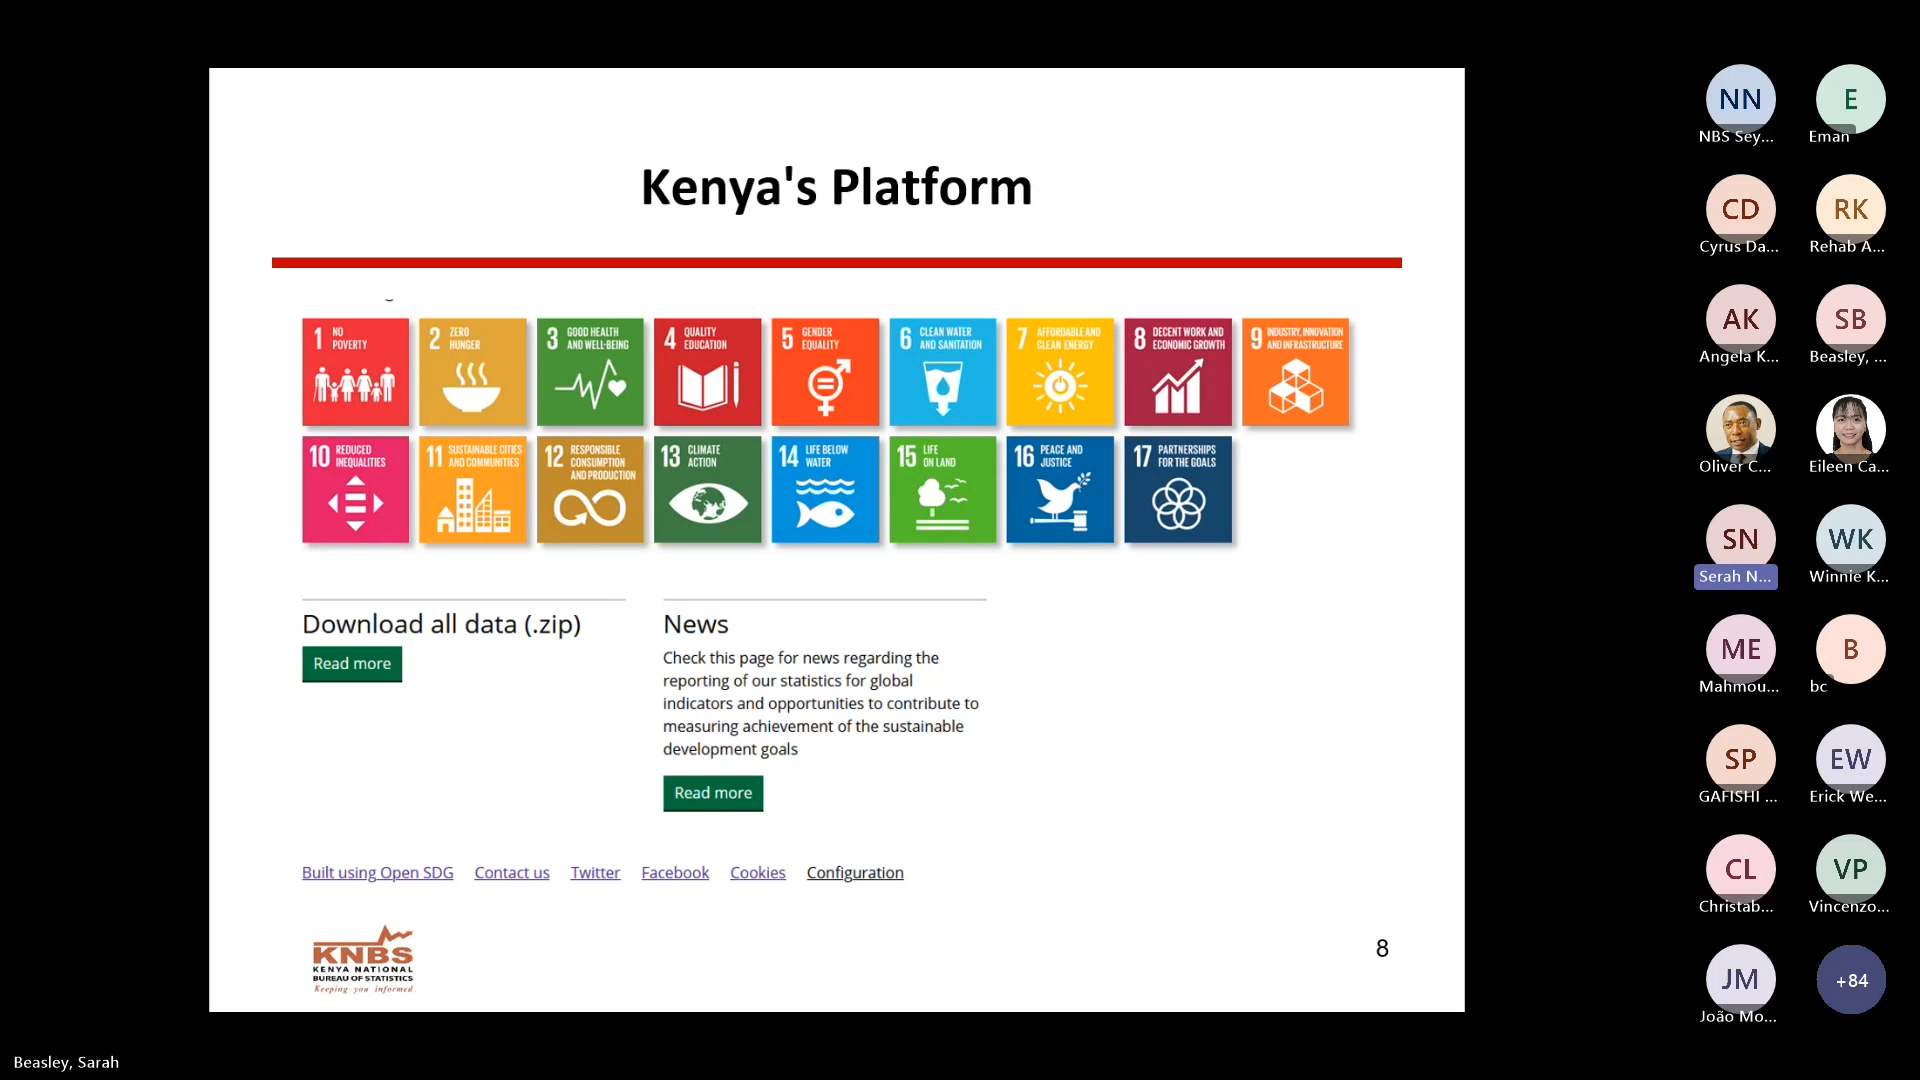 Kenya's Platform
1 NO
POVERTY
2 ZERO
HUNGER
3 GOOD HEALTH
AND WELL-BEING
4 QUALITY
EDUCATION
5 GENDER
EQUALITY
6 CLEAN WATER
AND SANITATION
7 AFFORDABLE AND
CLEAN ENERGY
8 DECENT WORK AND
ECONOMIC GROWTH
9 INDUSTRY, INNOVATION
AND INFRASTRUCTURE
10 REDUCED
INEQUALITIES
11 SUSTAINABLE CITIES
AND COMMUNITIES
12 RESPONSIBLE
CONSUMPTION
AND PRODUCTION
13 CLIMATE
ACTION
14 LIFE BELOW
WATER
15 LIFE
ON LAND
16 PEACE AND
JUSTICE
17 PARTNERSHIPS
FOR THE GOALS
Download all data (.zip)
Read more
News
Check this page for news regarding the
reporting of our statistics for global
indicators and opportunities to contribute to
measuring achievement of the sustainable
development goals
Read more
Built using Open SDG Contact us Twitter Facebook Cookies Configuration
KNBS
KENYA NATIONAL
BUREAU OF STATISTICS
Keeping you informed
8
NN E
NBS Sey... Eman
CD RK
Cyrus Da... Rehab A...
AK SB
Angela K... Beasley, ...
Oliver C... Eileen Ca...
SN WK
Serah N... Winnie K...
ME B
Mahmou... bc
SP EW
GAFISHI ... Erick We...
CL VP
Christab... Vincenzo...
JM +84
João Mo...
Beasley, Sarah